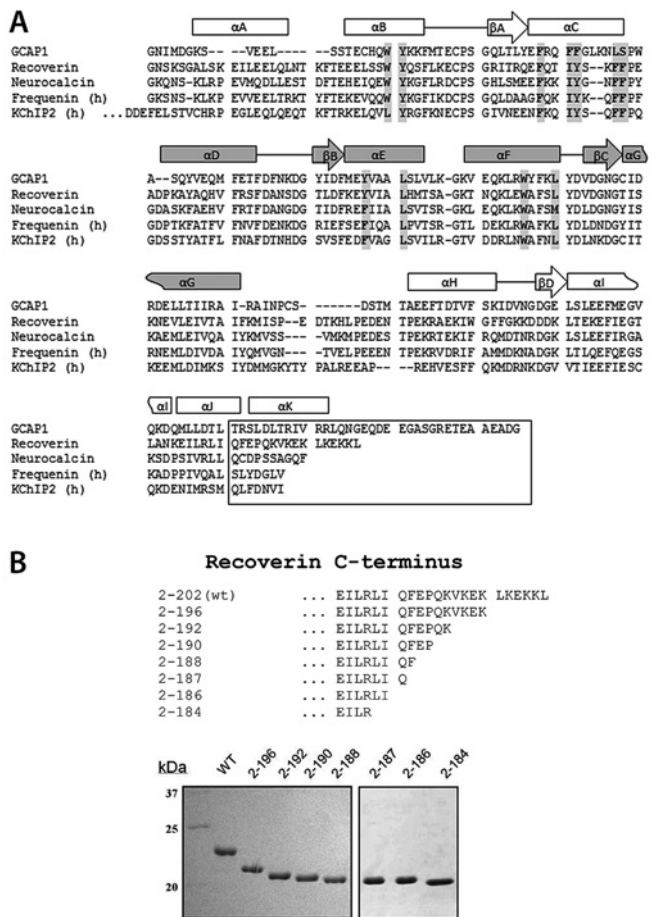 A
αA αB βA αC
GCAP1 GNIMDGKS---VEEL----- --SSTECHQW YKKFMTECPS GQLTLYEFRQ FFGLKNLSPW
Recoverin GNSKSGALSK EILEELQLNT KFTEEELSSW YQSFLKECPS GRITRQEFQT IYS--KFFPE
Neurocalcin GKQNS-KLRP EVMQDLLEST DFTEHEIQEW YKGFLRDCPS GHLSMEEFKK IYG--NFFPY
Frequenin (h) GKSNS-KLKP EVVEELTRKT YFTEKEVQQW YKGFIKDCPS GQLDAAGFQK IYK--QFFPF
KChIP2 (h) ...DDEFELSTVCHRP EGLEQLQEQT KFTRKELQVL YRGFKNECPS GIVNEENFKQ IYS--QFFPQ
αD βB αE αF βC αG
GCAP1 A-SQYVEQM FETFDFNKDG YIDFMEYVAA LSLVLK-GKV EQKLRWYFKL YDVDGNGCID
Recoverin ADPKAYAQHV FRSFDANSDG TLDFKEYVIA LHMTSA-GKT NQKLEWAFSL YDVDGNGTIS
Neurocalcin GDASKFAEHV FRTFDANGDG TIDFREFIIA LSVTSR-GKL EQKLKWAFSM YDLDGNGYIS
Frequenin (h) GDPTKFATFV FNVFDENKDG RIEFSEFIQA LPVTSR-GTL DEKLRWAFKL YDLDNDGYIT
KChIP2 (h) GDSSTYATFL FNAFDTNHDG SVSFEDFVAG LSVILR-GTV DDRLNWAFNL YDLNKDGCIT
αG αH βD αI
GCAP1 RDELLTIIRA I-RAINPCS- -----DSTMT AEEFTDTVFS KIDVNGDGE LSLEEFMEGV
Recoverin KNEVLEIVTA IFKMISP--E DTKHLPEDEN TPEKRAEKIW GFFGKKDDDK LTEKEFIEGT
Neurocalcin KAEMLEIVQA IYKMVSS--- -VMKMPEDES TPEKRTEKIF RQMDTNRDGK LSLEEFIRGA
Frequenin (h) RNEMLDIVDA IYQMVGN--- -TVELPEEEN TPEKRVDRIF AMMDKNADGK LTLQEFQEGS
KChIP2 (h) KEEMLDIMKS IYDMMGKYTY PALREEAP-- REHVESFF QKMDRNKDGV VTIEEFIESC
αI αJ αK
GCAP1 QKDQMLLDTL TRSLDLTRIV RRLQNGEQDE EGASGRETEA AEADG
Recoverin LANKEILRLI QFEPQKVKEK LKEKKL
Neurocalcin KSDPSIVRLL QCDPSSAGQF
Frequenin (h) KADPPIVQAL SLYDGLV
KChIP2 (h) QKDENIMRSM QLFDNVI
B
Recoverin C-terminus
2-202(wt) ... EILRLI QFEPQKVKEK LKEKKL
2-196 ... EILRLI QFEPQKVKEK
2-192 ... EILRLI QFEPQK
2-190 ... EILRLI QFEP
2-188 ... EILRLI QF
2-187 ... EILRLI Q
2-186 ... EILRLI
2-184 ... EILR
kDa WT 2-196 2-192 2-190 2-188 2-187 2-186 2-184
37
25
20